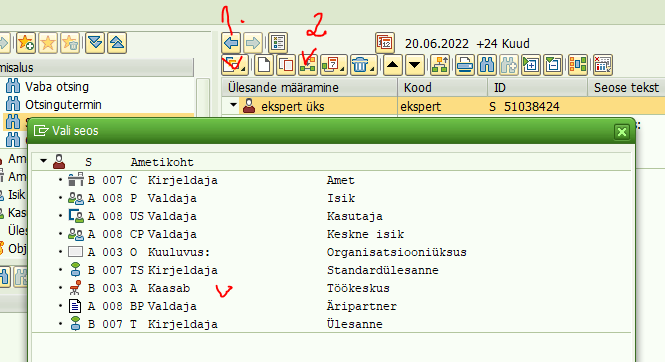 1. 2
20.06.2022 +24 Kuud
misalus
Vaba otsing
Otsingutermin
S
Ülesande määramine Kood ID Seose tekst
ekspert üks ekspert S 51038424
Vali seos
S Ametikoht
B 007 C Kirjeldaja Amet
A 008 P Valdaja Isik
A 008 US Valdaja Kasutaja
A 008 CP Valdaja Keskne isik
A 003 O Kuuluvus: Organisatsiooniüksus
B 007 TS Kirjeldaja Standardülesanne
B 003 A Kaasab Töökeskus
A 008 BP Valdaja Äripartner
B 007 T Kirjeldaja Ülesanne
Ame
A
Isik
Kas
Üles
Obj